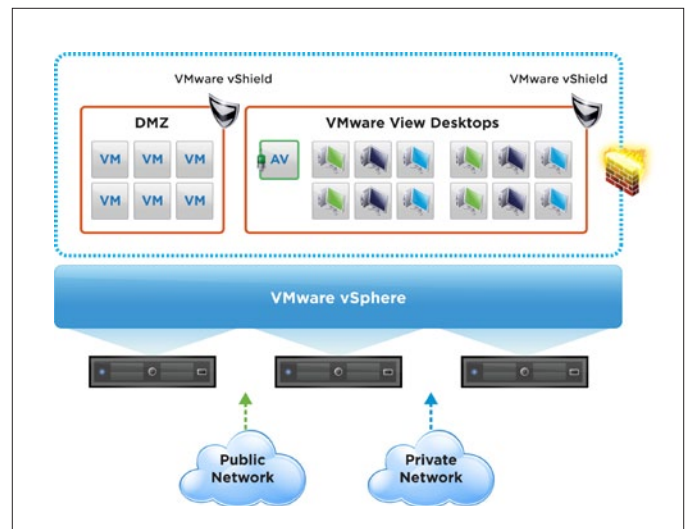 VMware vShield
VMware vShield
DMZ
VMware View Desktops
VM
VM
VM
AV
VM
VM
VM
VMware vSphere
Public
Network
Private
Network